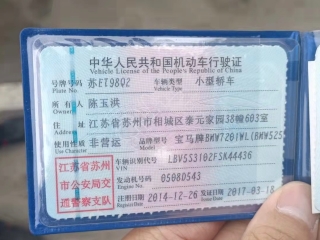 中华人民共和国机动车行驶证
Vehicle License of the People's Republic of China
号牌号码 苏ET98Q2 车辆类型 小型轿车
Plate No. Vehicle Type
所有人 陈玉洪
Owner
住址 江苏省苏州市相城区泰元家园38幢603室
Address
使用性质 非营运 品牌型号 宝马牌BMW7201WL(BMW525
Use Character Model
江苏省苏州市公安局交通警察支队
车辆识别代号 LBV5S3102FSK44436
VIN
发动机号码 05080543
Engine No.
注册日期 2014-12-26 发证日期 2017-03-18
Register Date Issue Date